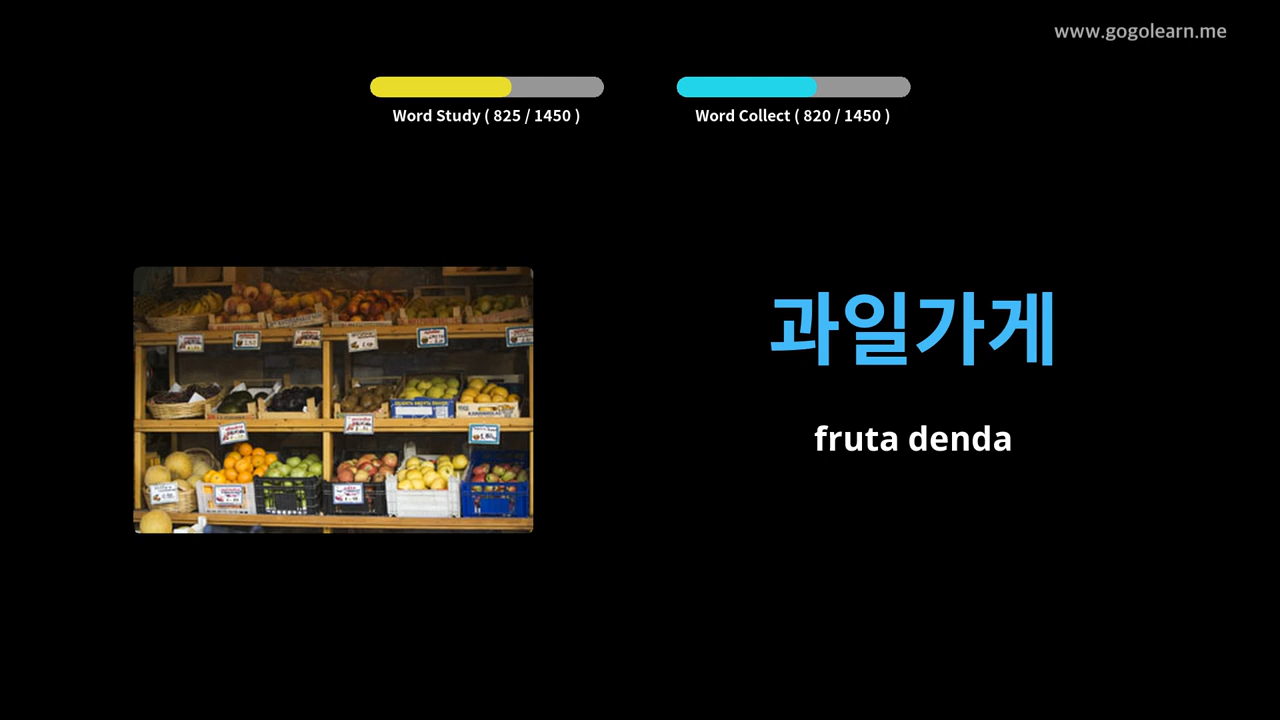 www.gogolearn.me
Word Study ( 825 / 1450 )
Word Collect ( 820 / 1450 )
과일가게
fruta denda